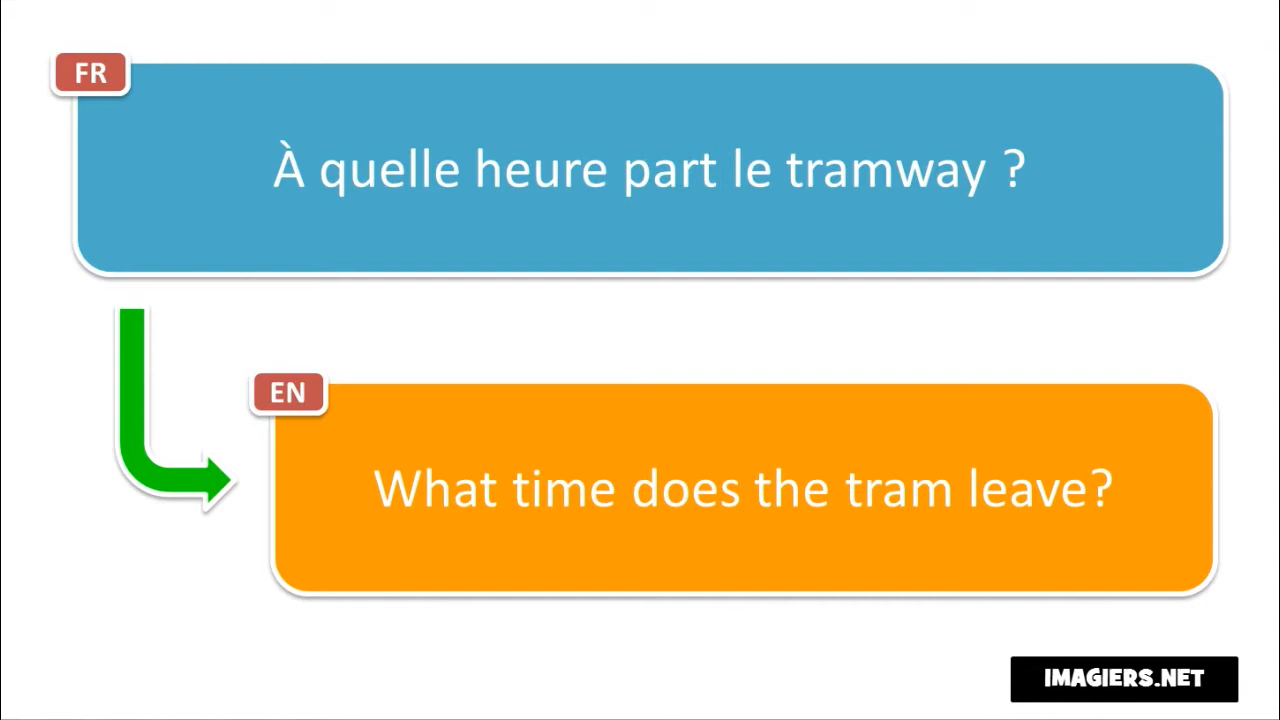 FR
À quelle heure part le tramway ?
EN
What time does the tram leave?
IMAGIERS.NET